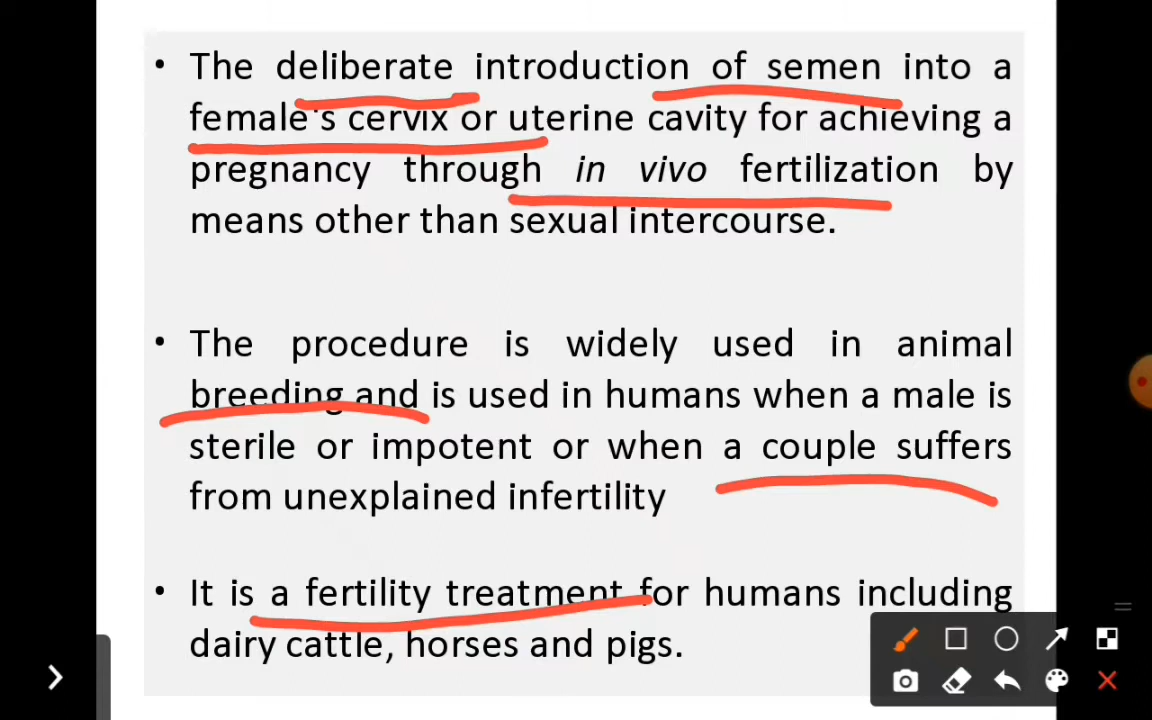 • The deliberate introduction of semen into a
female's cervix or uterine cavity for achieving a
pregnancy through in vivo fertilization by
means other than sexual intercourse.
• The procedure is widely used in animal
breeding and is used in humans when a male is
sterile or impotent or when a couple suffers
from unexplained infertility
• It is a fertility treatment for humans including
dairy cattle, horses and pigs.